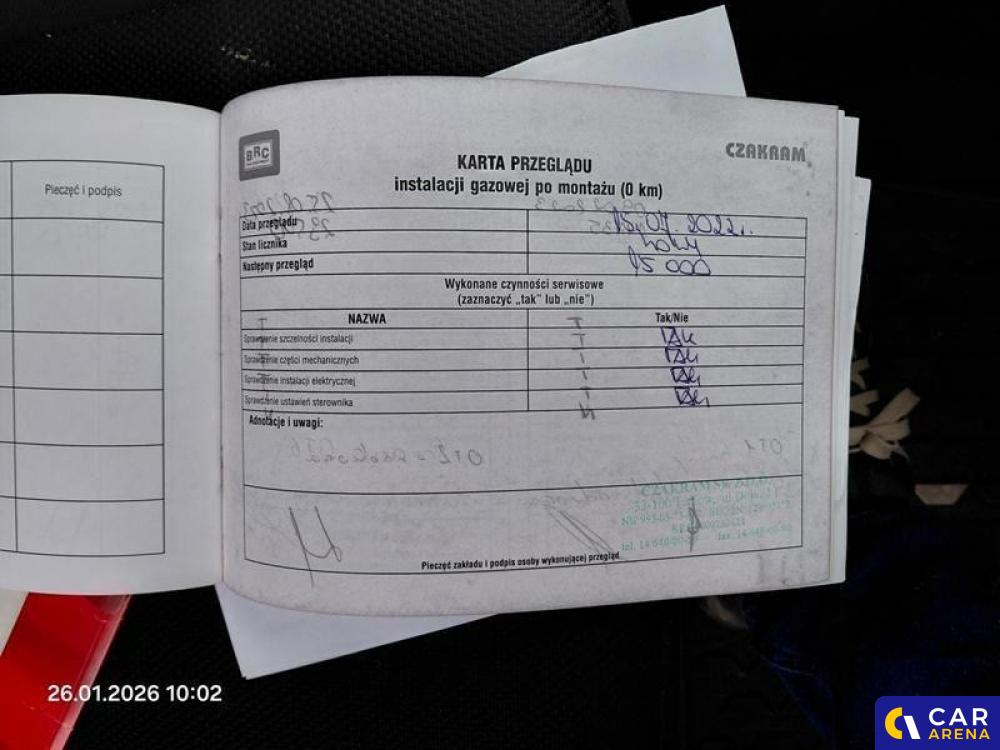 Pieczęć i podpis
BRC
CZAKRAM
KARTA PRZEGLĄDU
instalacji gazowej po montażu (0 km)
Data przeglądu 15.07.2022r.
Stan licznika nowy
Następny przegląd 15 000
Wykonane czynności serwisowe
(zaznaczyć „tak” lub „nie”)
NAZWA Tak/Nie
Sprawdzenie szczelności instalacji Tak
Sprawdzenie części mechanicznych Tak
Sprawdzenie instalacji elektrycznej Tak
Sprawdzenie ustawień sterownika Tak
Adnotacje i uwagi:
Pieczęć zakładu i podpis osoby wykonującej przegląd
26.01.2026 10:02
CAR
ARENA